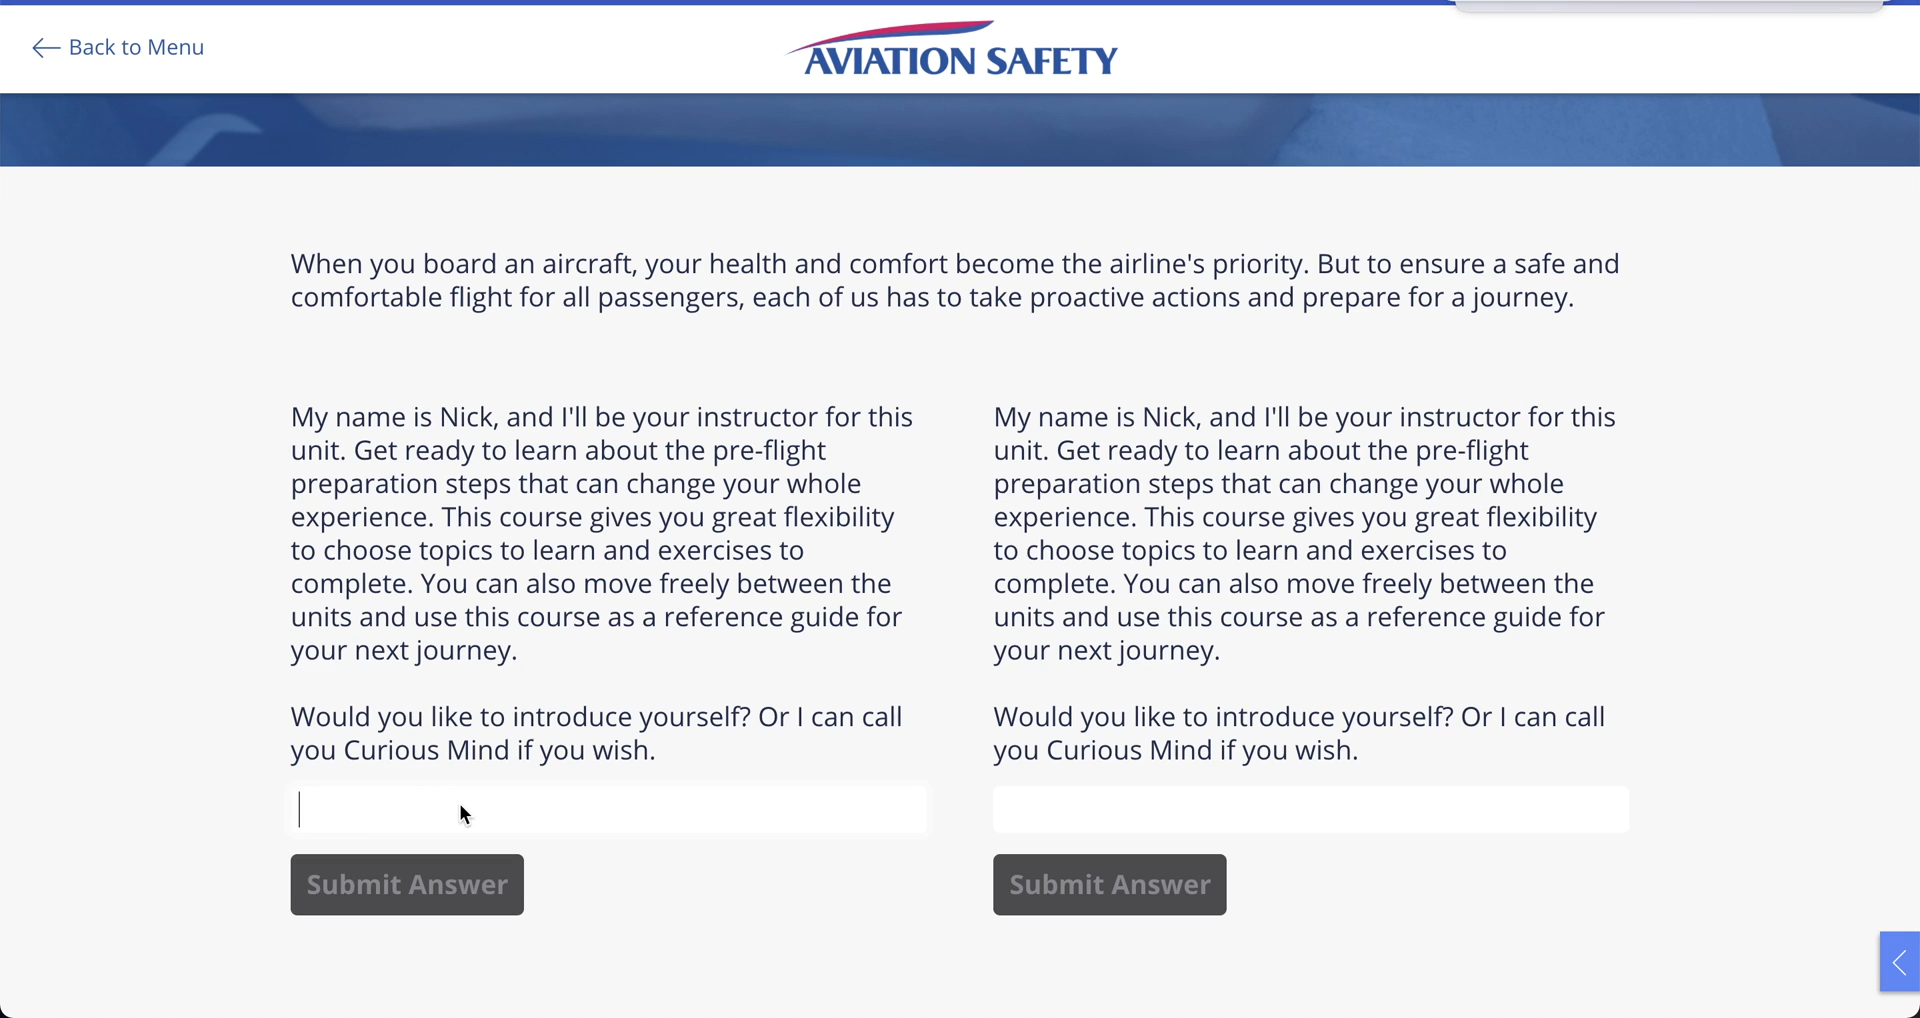 Back to Menu
AVIATION SAFETY
When you board an aircraft, your health and comfort become the airline's priority. But to ensure a safe and
comfortable flight for all passengers, each of us has to take proactive actions and prepare for a journey.
My name is Nick, and I'll be your instructor for this
unit. Get ready to learn about the pre-flight
preparation steps that can change your whole
experience. This course gives you great flexibility
to choose topics to learn and exercises to
complete. You can also move freely between the
units and use this course as a reference guide for
your next journey.
Would you like to introduce yourself? Or I can call
you Curious Mind if you wish.
Submit Answer
My name is Nick, and I'll be your instructor for this
unit. Get ready to learn about the pre-flight
preparation steps that can change your whole
experience. This course gives you great flexibility
to choose topics to learn and exercises to
complete. You can also move freely between the
units and use this course as a reference guide for
your next journey.
Would you like to introduce yourself? Or I can call
you Curious Mind if you wish.
Submit Answer